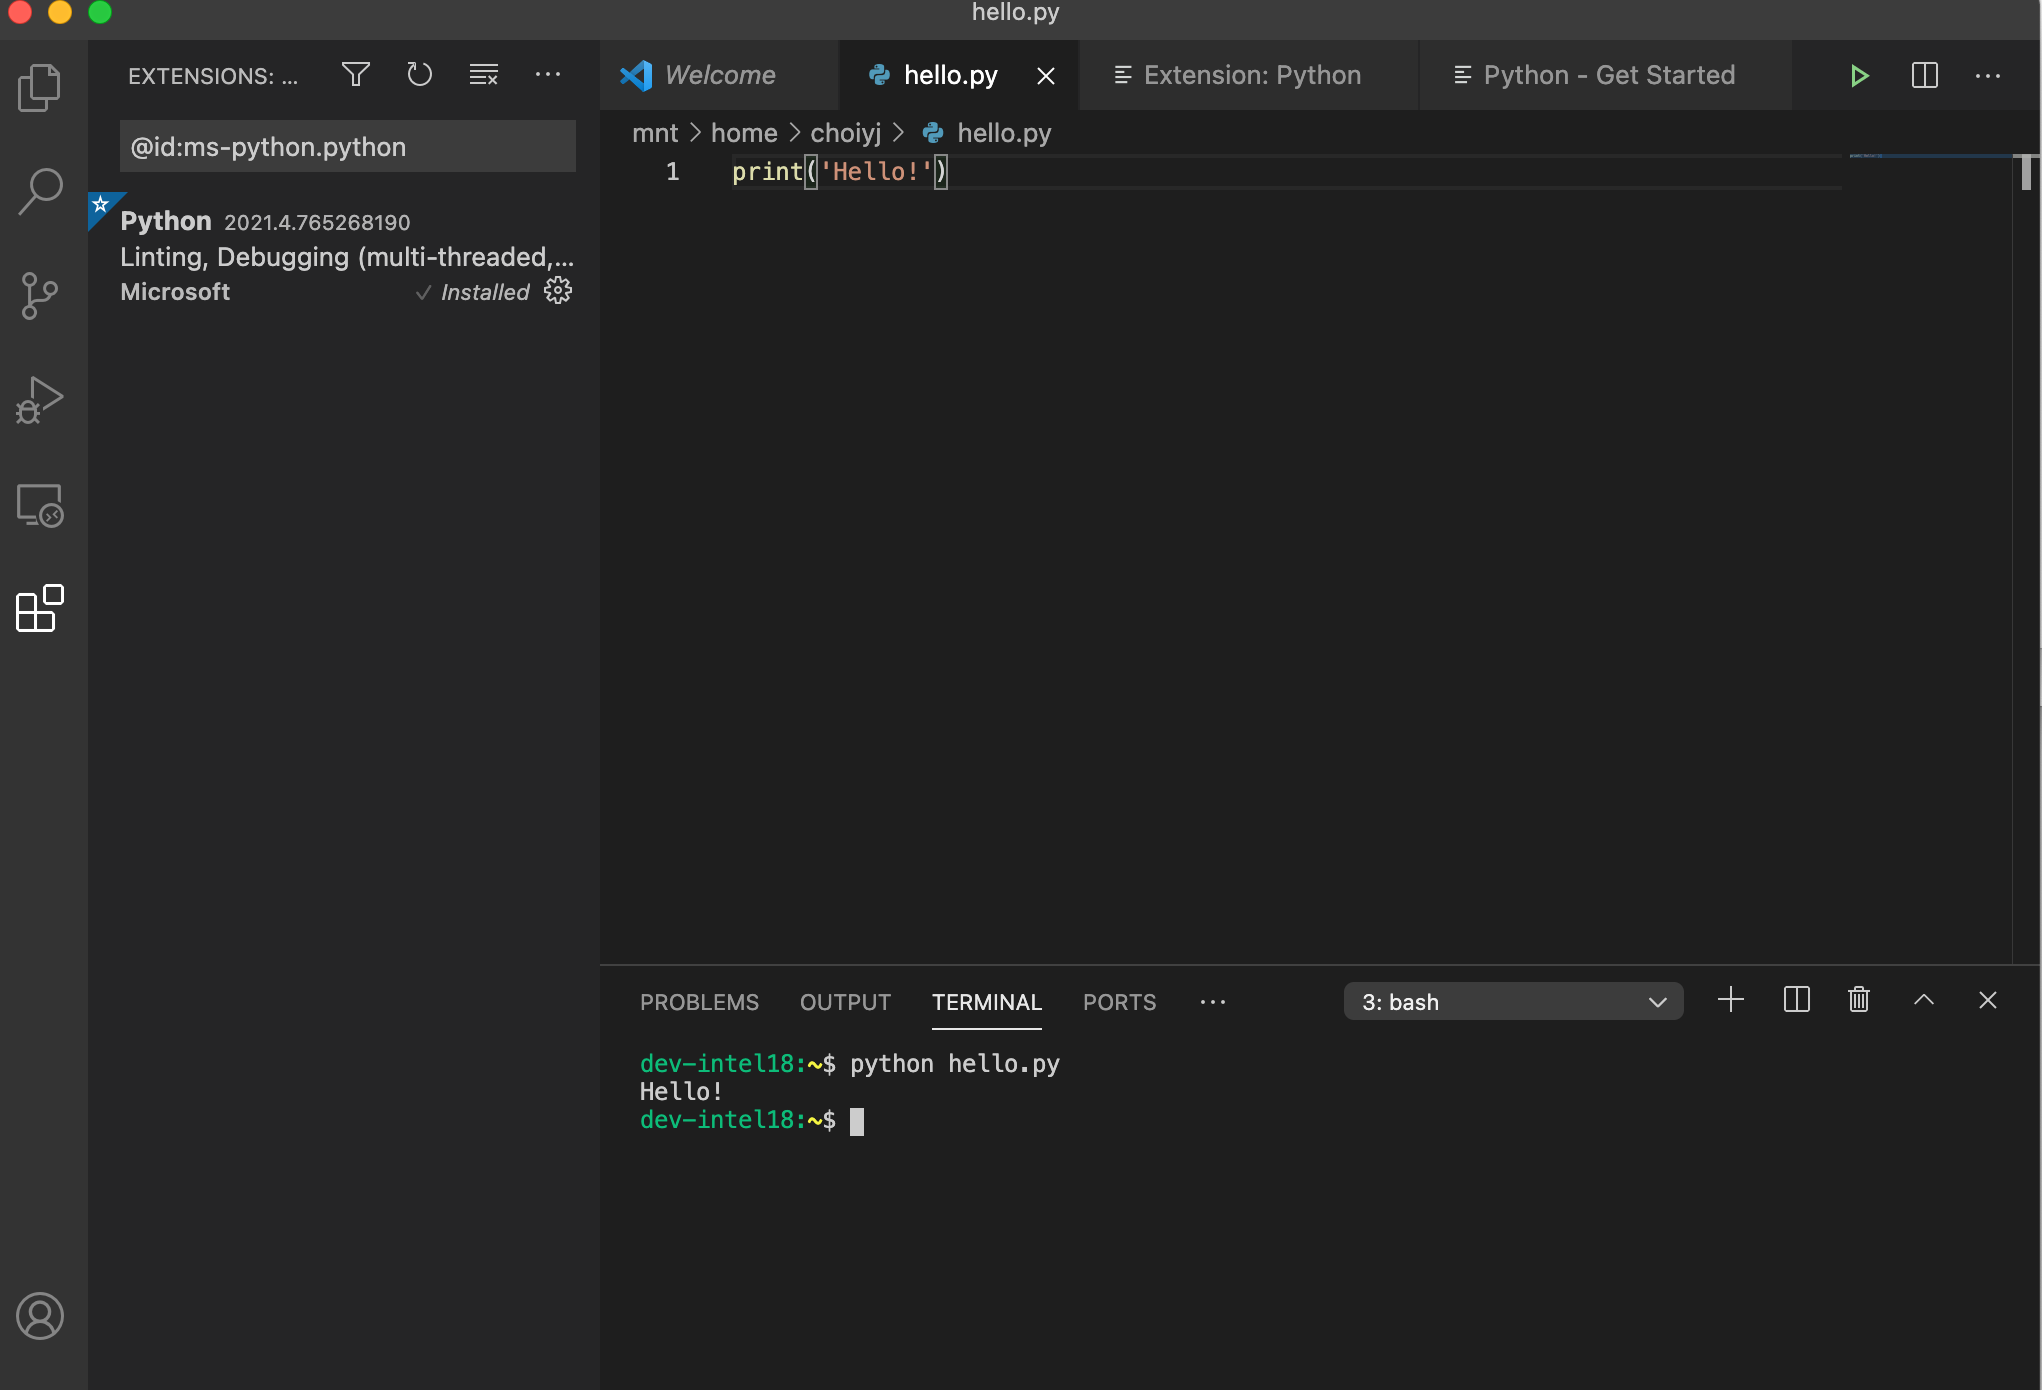 hello.py
EXTENSIONS: ...
@id:ms-python.python
Python 2021.4.765268190
Linting, Debugging (multi-threaded,...
Microsoft Installed
Welcome hello.py Extension: Python Python - Get Started
mnt > home > choiyj > hello.py
1 print('Hello!')
PROBLEMS OUTPUT TERMINAL PORTS ... 3: bash
dev-intel18:~$ python hello.py
Hello!
dev-intel18:~$